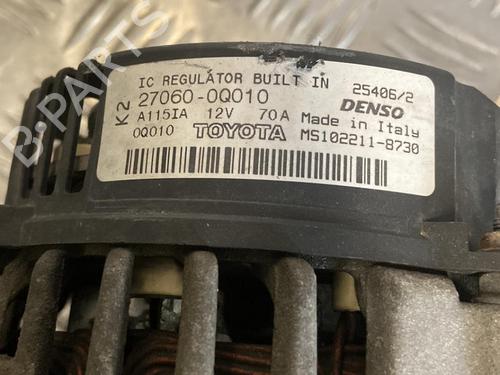 B-PARTS
IC REGULATOR BUILT IN 25406/2
K2 27060-0Q010 DENSO
A115IA 12V 70A Made in Italy
0Q010 TOYOTA MS102211-8730